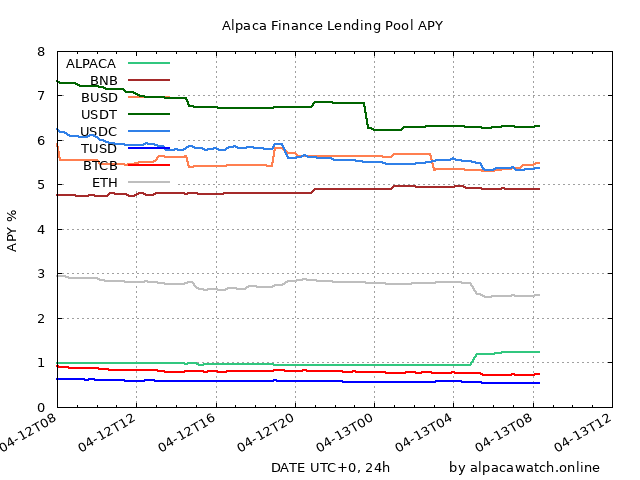 Alpaca Finance Lending Pool APY
8
7
6
5
4
3
2
1
0
APY %
ALPACA
BNB
BUSD
USDT
USDC
TUSD
BTCB
ETH
04-12T08
04-12T12
04-12T16
04-12T20
04-13T00
04-13T04
04-13T08
04-13T12
DATE UTC+0, 24h
by alpacawatch.online